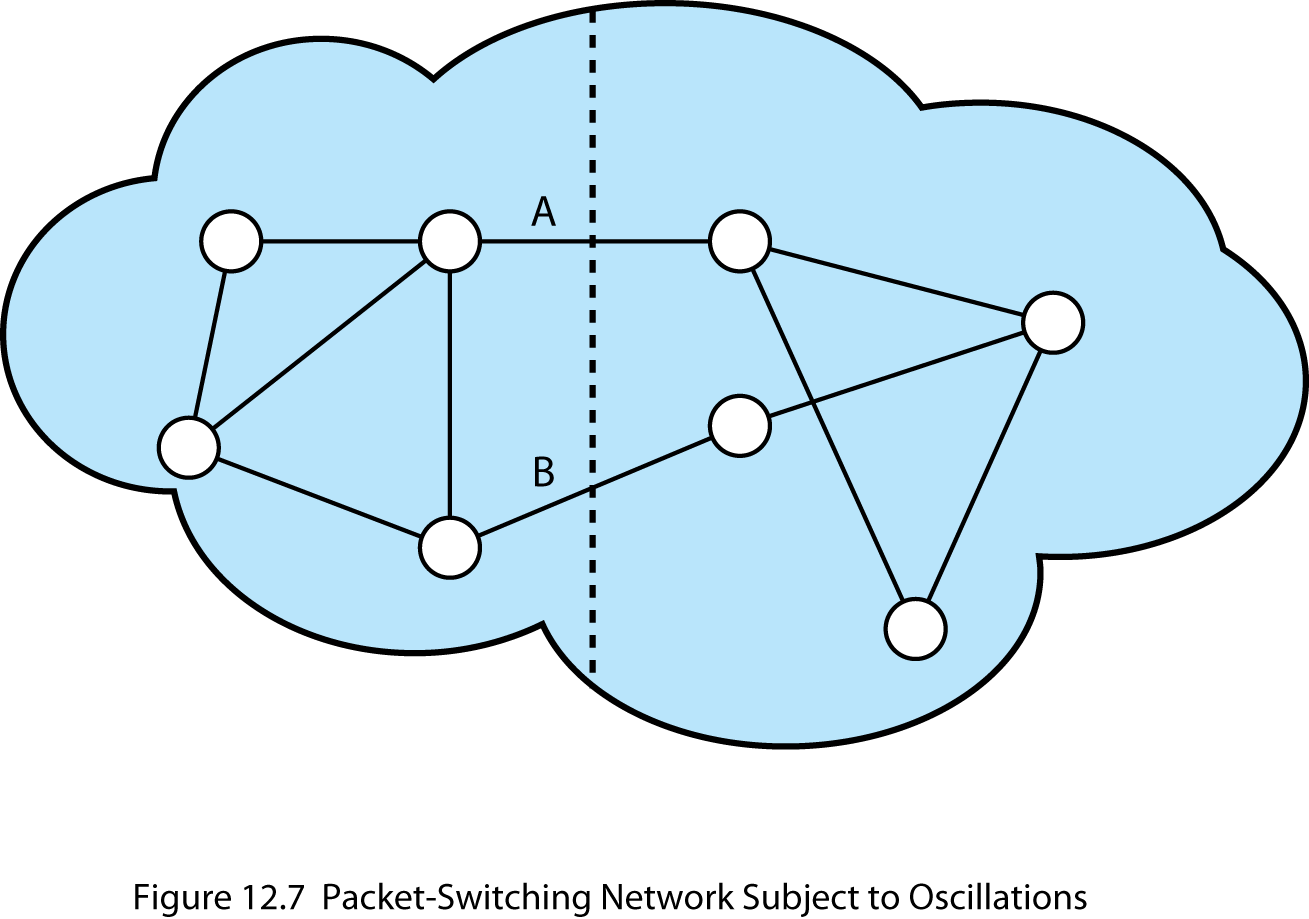 A
B
Figure 12.7 Packet-Switching Network Subject to Oscillations